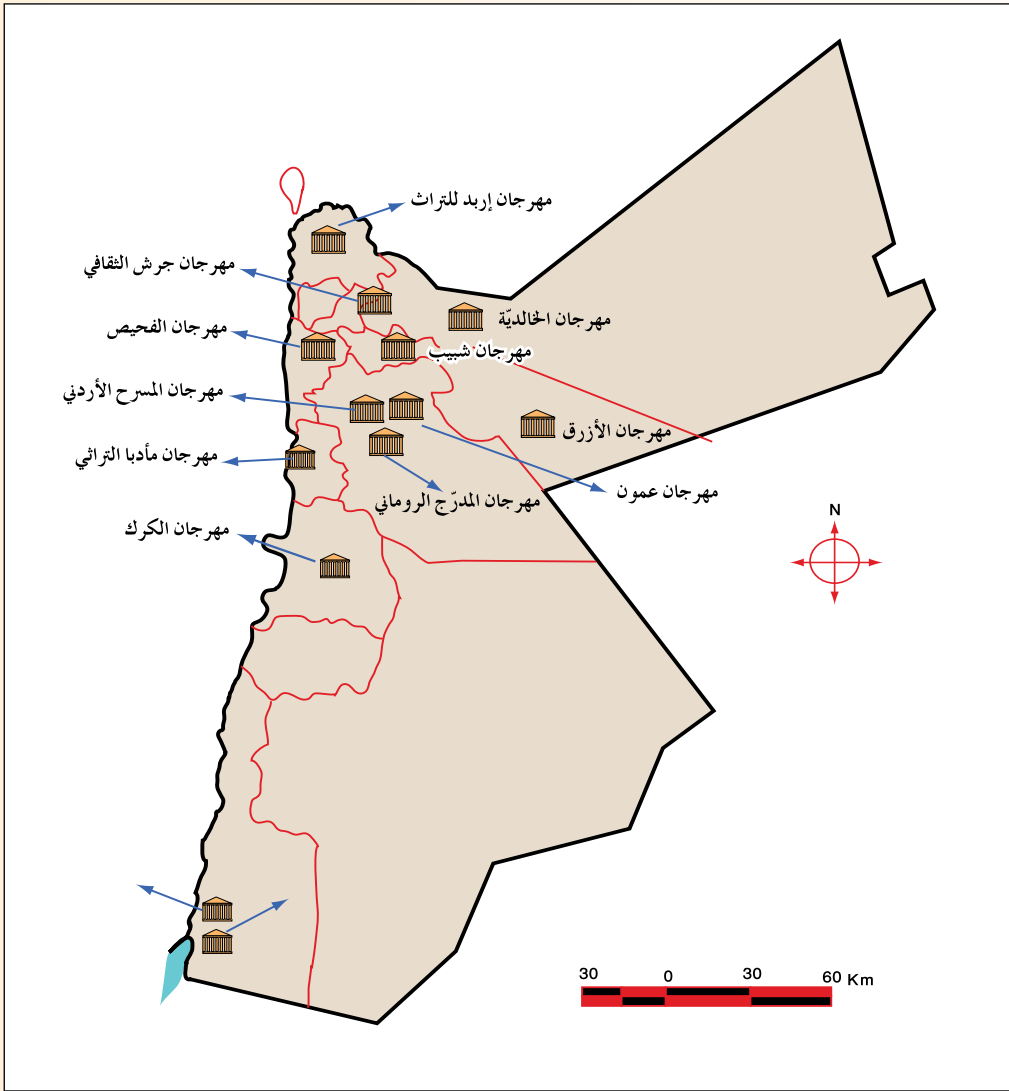 مهرجان إربد للتراث
مهرجان جرش الثقافي
مهرجان الخالديّة
مهرجان الفحيص
مهرجان شبيب
مهرجان المسرح الأردني
مهرجان الأزرق
مهرجان مأدبا التراثي
مهرجان عمون
مهرجان المدرّج الروماني
مهرجان الكرك
N
30 0 30 60 Km